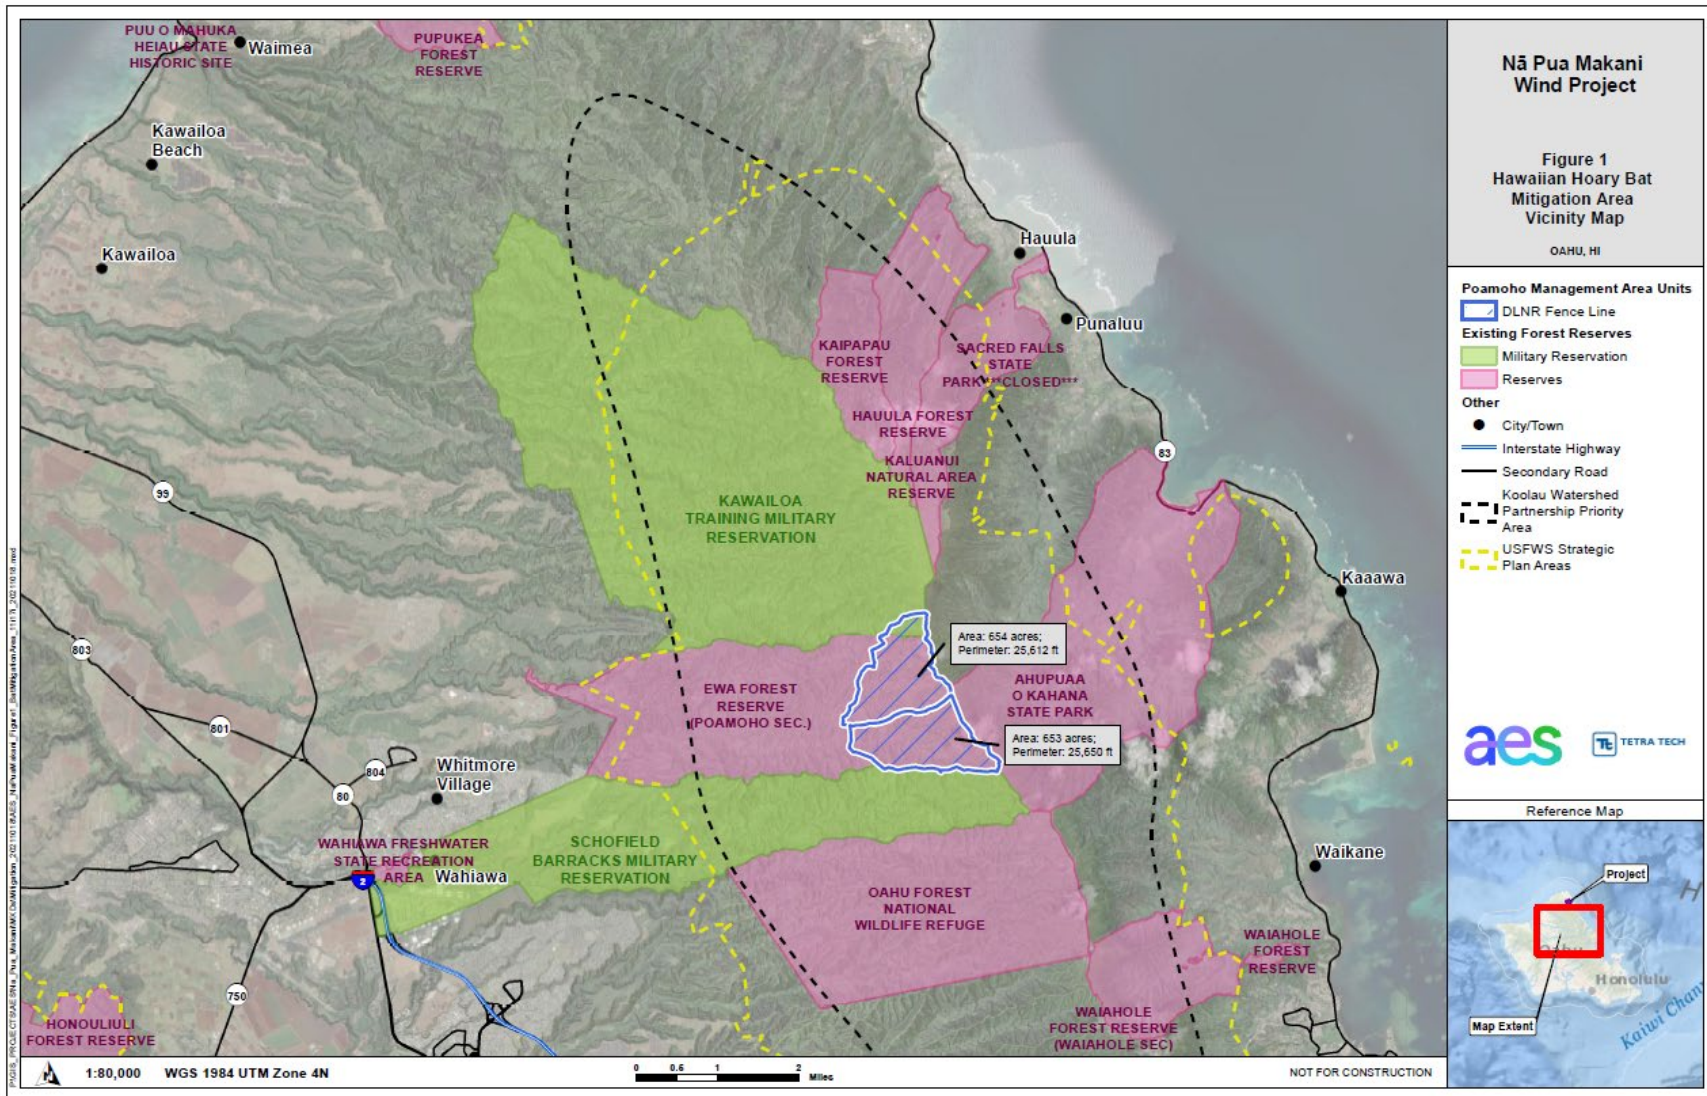 PUU O MAHUKA
HEIAU STATE
HISTORIC SITE
Waimea
PUPUKEA
FOREST
RESERVE
Kawailoa
Beach
Kawailoa
Hauula
Punaluu
KAIPAPAU
FOREST
RESERVE
SACRED FALLS
STATE
PARK ***CLOSED***
HAUULA FOREST
RESERVE
KALUANUI
NATURAL AREA
RESERVE
83
99
KAWAILOA
TRAINING MILITARY
RESERVATION
Kaaawa
803
Area: 654 acres;
Perimeter: 25,612 ft
EWA FOREST
RESERVE
(POAMOHO SEC.)
AHUPUAA
O KAHANA
STATE PARK
801
Area: 653 acres;
Perimeter: 25,650 ft
804
Whitmore
Village
80
WAHIAWA FRESHWATER
STATE RECREATION
AREA
Wahiawa
2
SCHOFIELD
BARRACKS MILITARY
RESERVATION
Waikane
OAHU FOREST
NATIONAL
WILDLIFE REFUGE
WAIAHOLE
FOREST
RESERVE
750
HONOULIULI
FOREST RESERVE
WAIAHOLE
FOREST RESERVE
(WAIAHOLE SEC)
1:80,000 WGS 1984 UTM Zone 4N
0 0.5 1 2
Miles
NOT FOR CONSTRUCTION
Nā Pua Makani
Wind Project
Figure 1
Hawaiian Hoary Bat
Mitigation Area
Vicinity Map
OAHU, HI
Poamoho Management Area Units
DLNR Fence Line
Existing Forest Reserves
Military Reservation
Reserves
Other
City/Town
Interstate Highway
Secondary Road
Koolau Watershed
Partnership Priority
Area
USFWS Strategic
Plan Areas
aes
Tt TETRA TECH
Reference Map
Project
H
Oahu
Honolulu
Map Extent
Kaiwi Chan